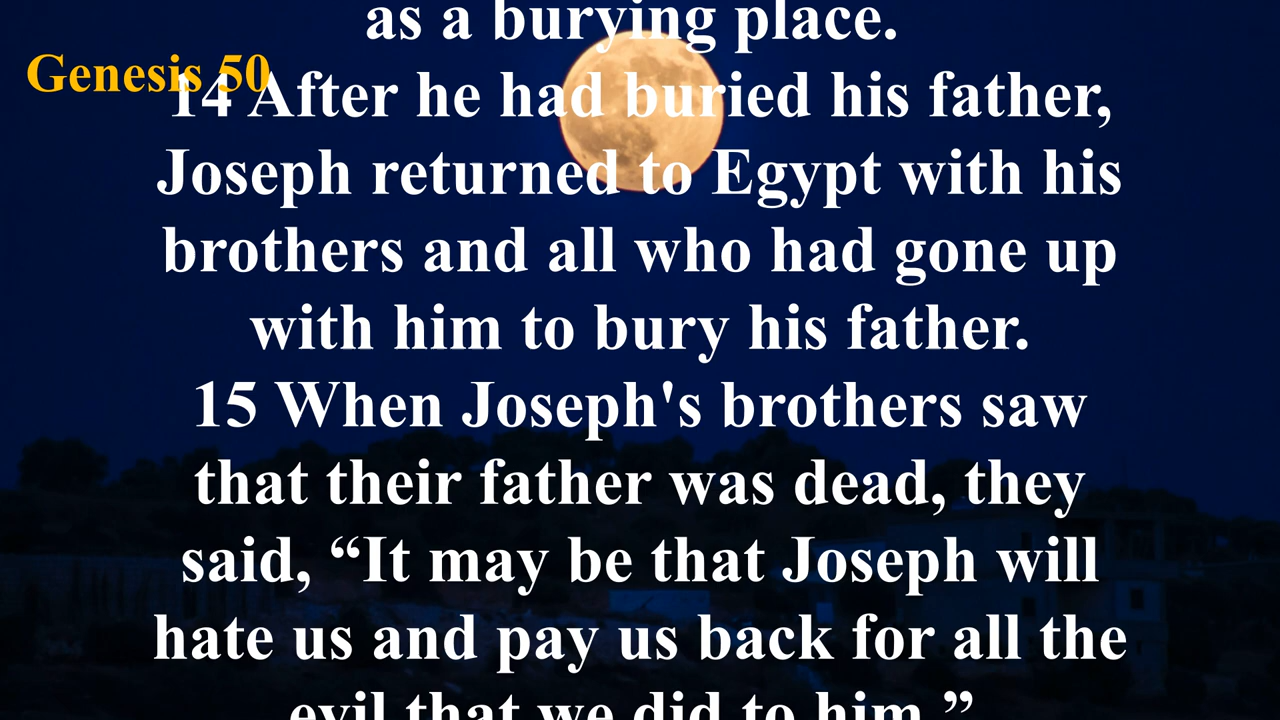 as a burying place.
Genesis 50
14 After he had buried his father,
Joseph returned to Egypt with his
brothers and all who had gone up
with him to bury his father.
15 When Joseph's brothers saw
that their father was dead, they
said, “It may be that Joseph will
hate us and pay us back for all the
evil that we did to him.”